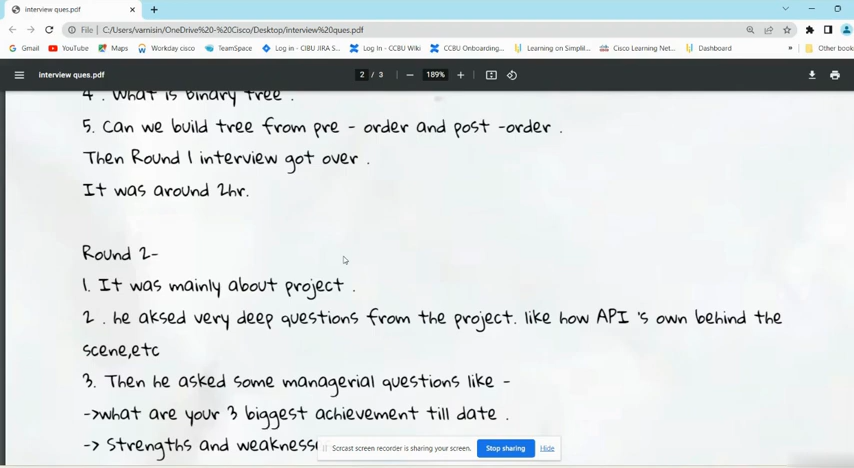 interview ques.pdf
File | C:/Users/varnisin/OneDrive%20-%20Cisco/Desktop/interview%20ques.pdf
Gmail YouTube Maps Workday cisco TeamSpace Log in - CIBU JIRA S... Log In - CCBU Wiki CCBU Onboarding... Learning on Simplil... Cisco Learning Net... Dashboard » Other book
interview ques.pdf 2 / 3 189%
4 . What is binary tree .
5. Can we build tree from pre - order and post -order .
Then Round 1 interview got over .
It was around 2hr.
Round 2-
1. It was mainly about project .
2 . he aksed very deep questions from the project. like how API 's own behind the
scene,etc
3. Then he asked some managerial questions like -
->what are your 3 biggest achievement till date .
-> Strengths and weakness
Scrcast screen recorder is sharing your screen. Stop sharing Hide